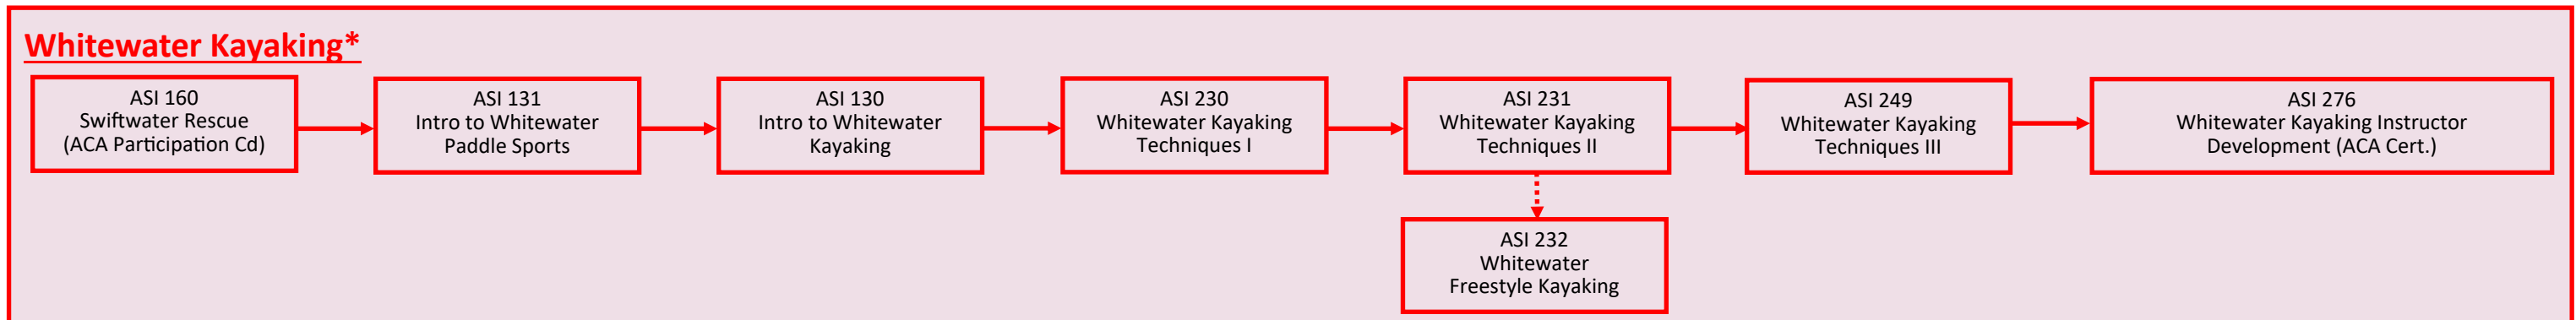 Whitewater Kayaking*
ASI 160
Swiftwater Rescue
(ACA Participation Cd)
ASI 131
Intro to Whitewater
Paddle Sports
ASI 130
Intro to Whitewater
Kayaking
ASI 230
Whitewater Kayaking
Techniques I
ASI 231
Whitewater Kayaking
Techniques II
ASI 249
Whitewater Kayaking
Techniques III
ASI 276
Whitewater Kayaking Instructor
Development (ACA Cert.)
ASI 232
Whitewater
Freestyle Kayaking